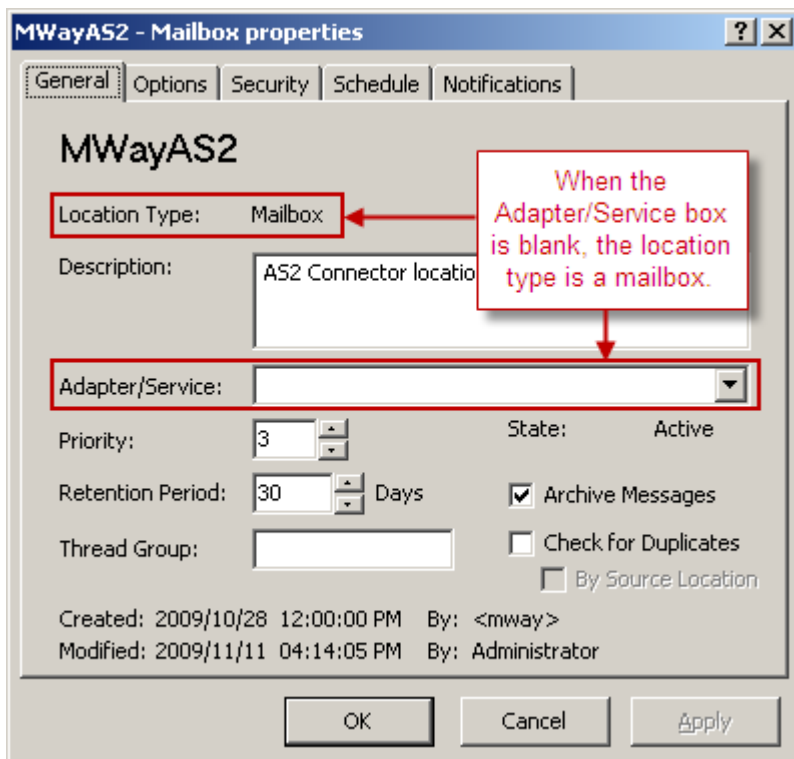 MWayAS2 - Mailbox properties
General Options Security Schedule Notifications
MWayAS2
Location Type: Mailbox
When the
Adapter/Service box
is blank, the location
type is a mailbox.
Description: AS2 Connector locatio
Adapter/Service:
Priority: 3 State: Active
Retention Period: 30 Days Archive Messages
Thread Group: Check for Duplicates
By Source Location
Created: 2009/10/28 12:00:00 PM By: <mway>
Modified: 2009/11/11 04:14:05 PM By: Administrator
OK Cancel Apply